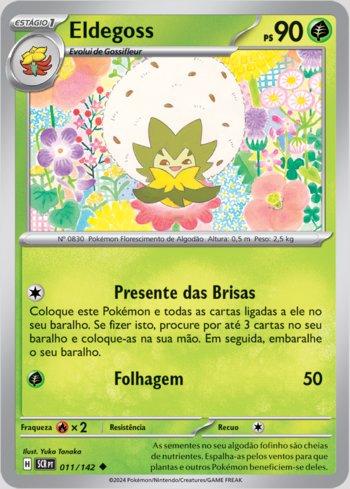 ESTÁGIO 1
Eldegoss
PS 90
Evolui de Gossifleur
Nº 0830 Pokémon Florescimento de Algodão Altura: 0,5 m Peso: 2,5 kg
Presente das Brisas
Coloque este Pokémon e todas as cartas ligadas a ele no
seu baralho. Se fizer isto, procure por até 3 cartas no seu
baralho e coloque-as na sua mão. Em seguida, embaralhe
o seu baralho.
Folhagem 50
Fraqueza × 2 Resistência Recuo
Ilust. Yuka Tanaka
H SCR PT 011/142
As sementes no seu algodão fofinho são cheias de
nutrientes. Espalha-as pelos ventos para que
plantas e outros Pokémon beneficiem-se deles.
©2024 Pokémon/Nintendo/Creatures/GAME FREAK